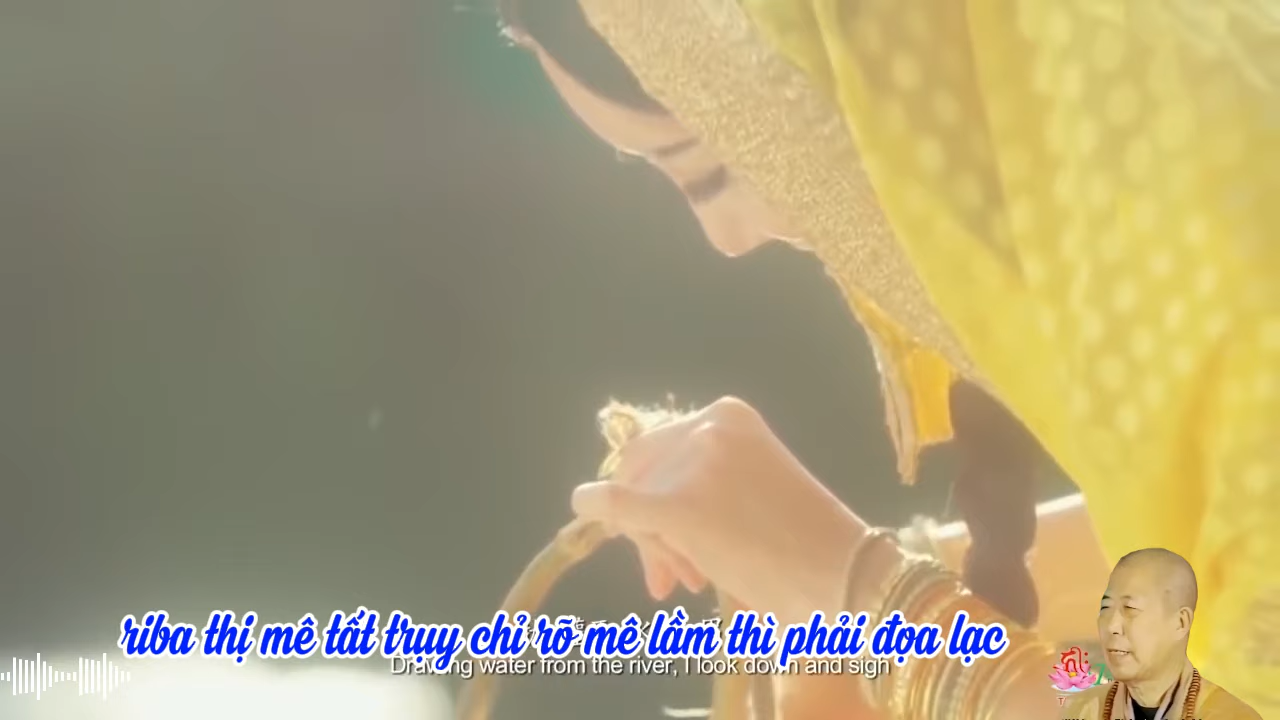 riba thị mê tất trụy chỉ rõ mê lầm thì phải đọa lạc
Drawing water from the river, I look down and sigh